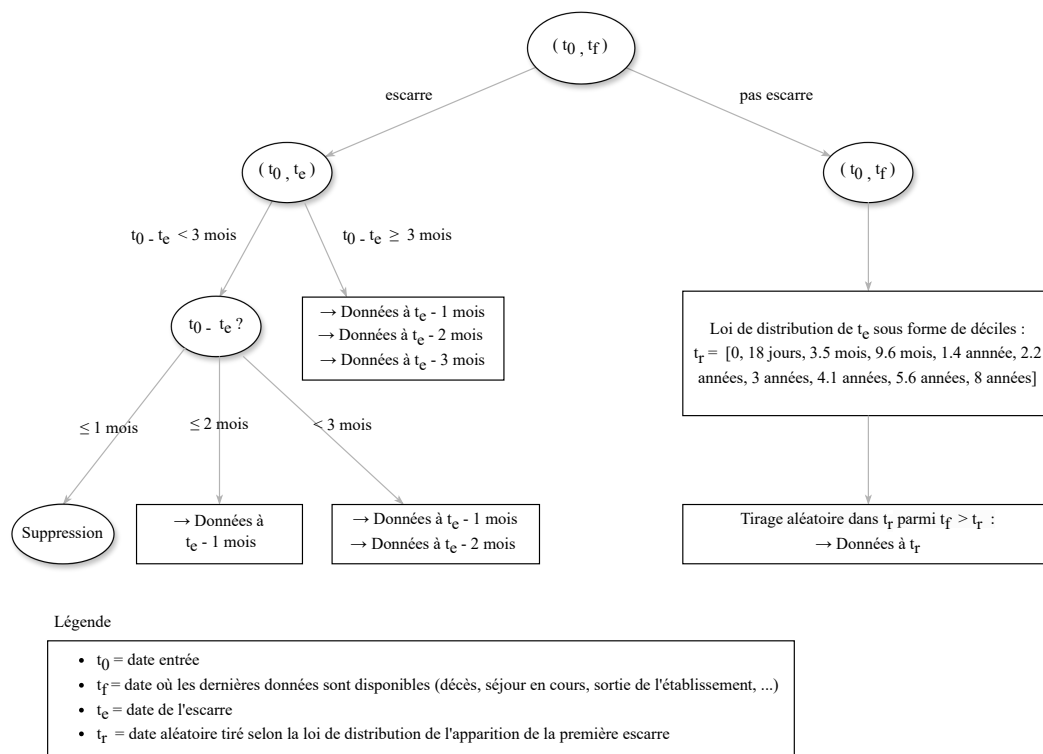 ( t0 , tf )
escarre
pas escarre
( t0 , te )
( t0 , tf )
t0 - te < 3 mois
t0 - te ≥ 3 mois
t0 - te ?
→ Données à te - 1 mois
→ Données à te - 2 mois
→ Données à te - 3 mois
Loi de distribution de te sous forme de déciles :
tr = [0, 18 jours, 3.5 mois, 9.6 mois, 1.4 annnée, 2.2
années, 3 années, 4.1 années, 5.6 années, 8 années]
≤ 1 mois
≤ 2 mois
< 3 mois
Suppression
→ Données à
te - 1 mois
→ Données à te - 1 mois
→ Données à te - 2 mois
Tirage aléatoire dans tr parmi tf > tr :
→ Données à tr
Légende
• t0 = date entrée
• tf = date où les dernières données sont disponibles (décès, séjour en cours, sortie de l'établissement, ...)
• te = date de l'escarre
• tr = date aléatoire tiré selon la loi de distribution de l'apparition de la première escarre